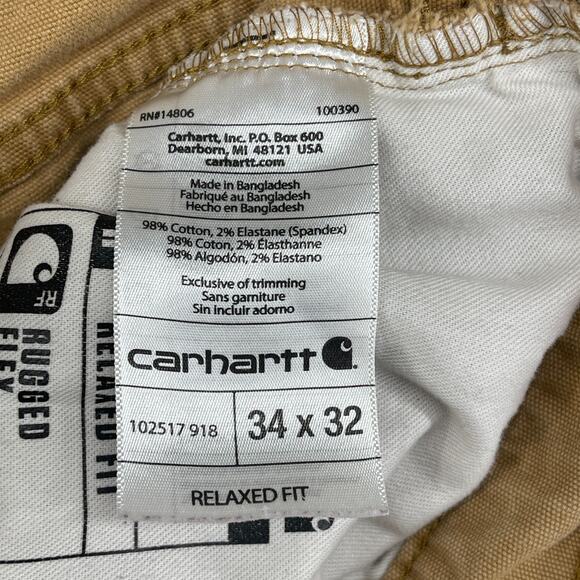 RN#14806 100390
Carhartt, Inc. P.O. Box 600
Dearborn, MI 48121 USA
carhartt.com
Made in Bangladesh
Fabriqué au Bangladesh
Hecho en Bangladesh
98% Cotton, 2% Elastane (Spandex)
98% Coton, 2% Élasthanne
98% Algodón, 2% Elastano
Exclusive of trimming
Sans garniture
Sin incluir adorno
carhartt
102517 918
34 x 32
RELAXED FIT
RF
RUGGED
FLEX
RELAXED FIT